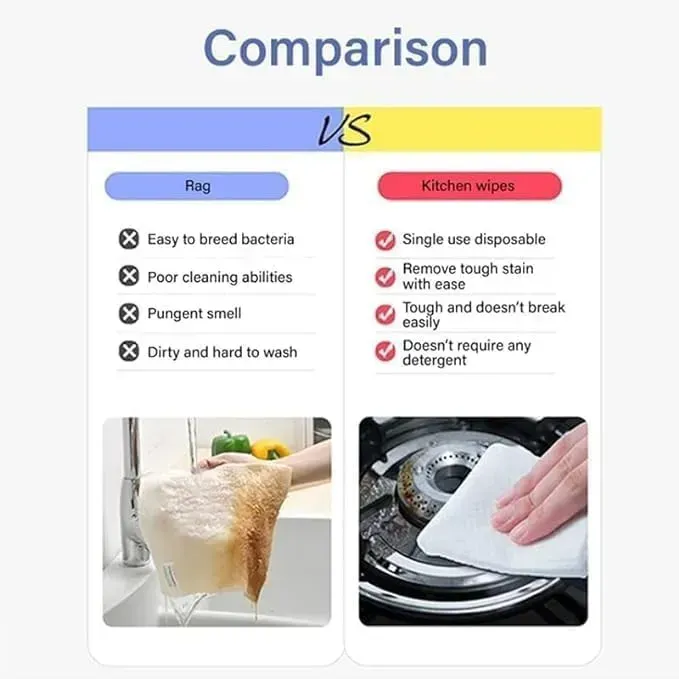 Comparison
VS
Rag
Easy to breed bacteria
Poor cleaning abilities
Pungent smell
Dirty and hard to wash
Kitchen wipes
Single use disposable
Remove tough stain
with ease
Tough and doesn’t break
easily
Doesn’t require any
detergent